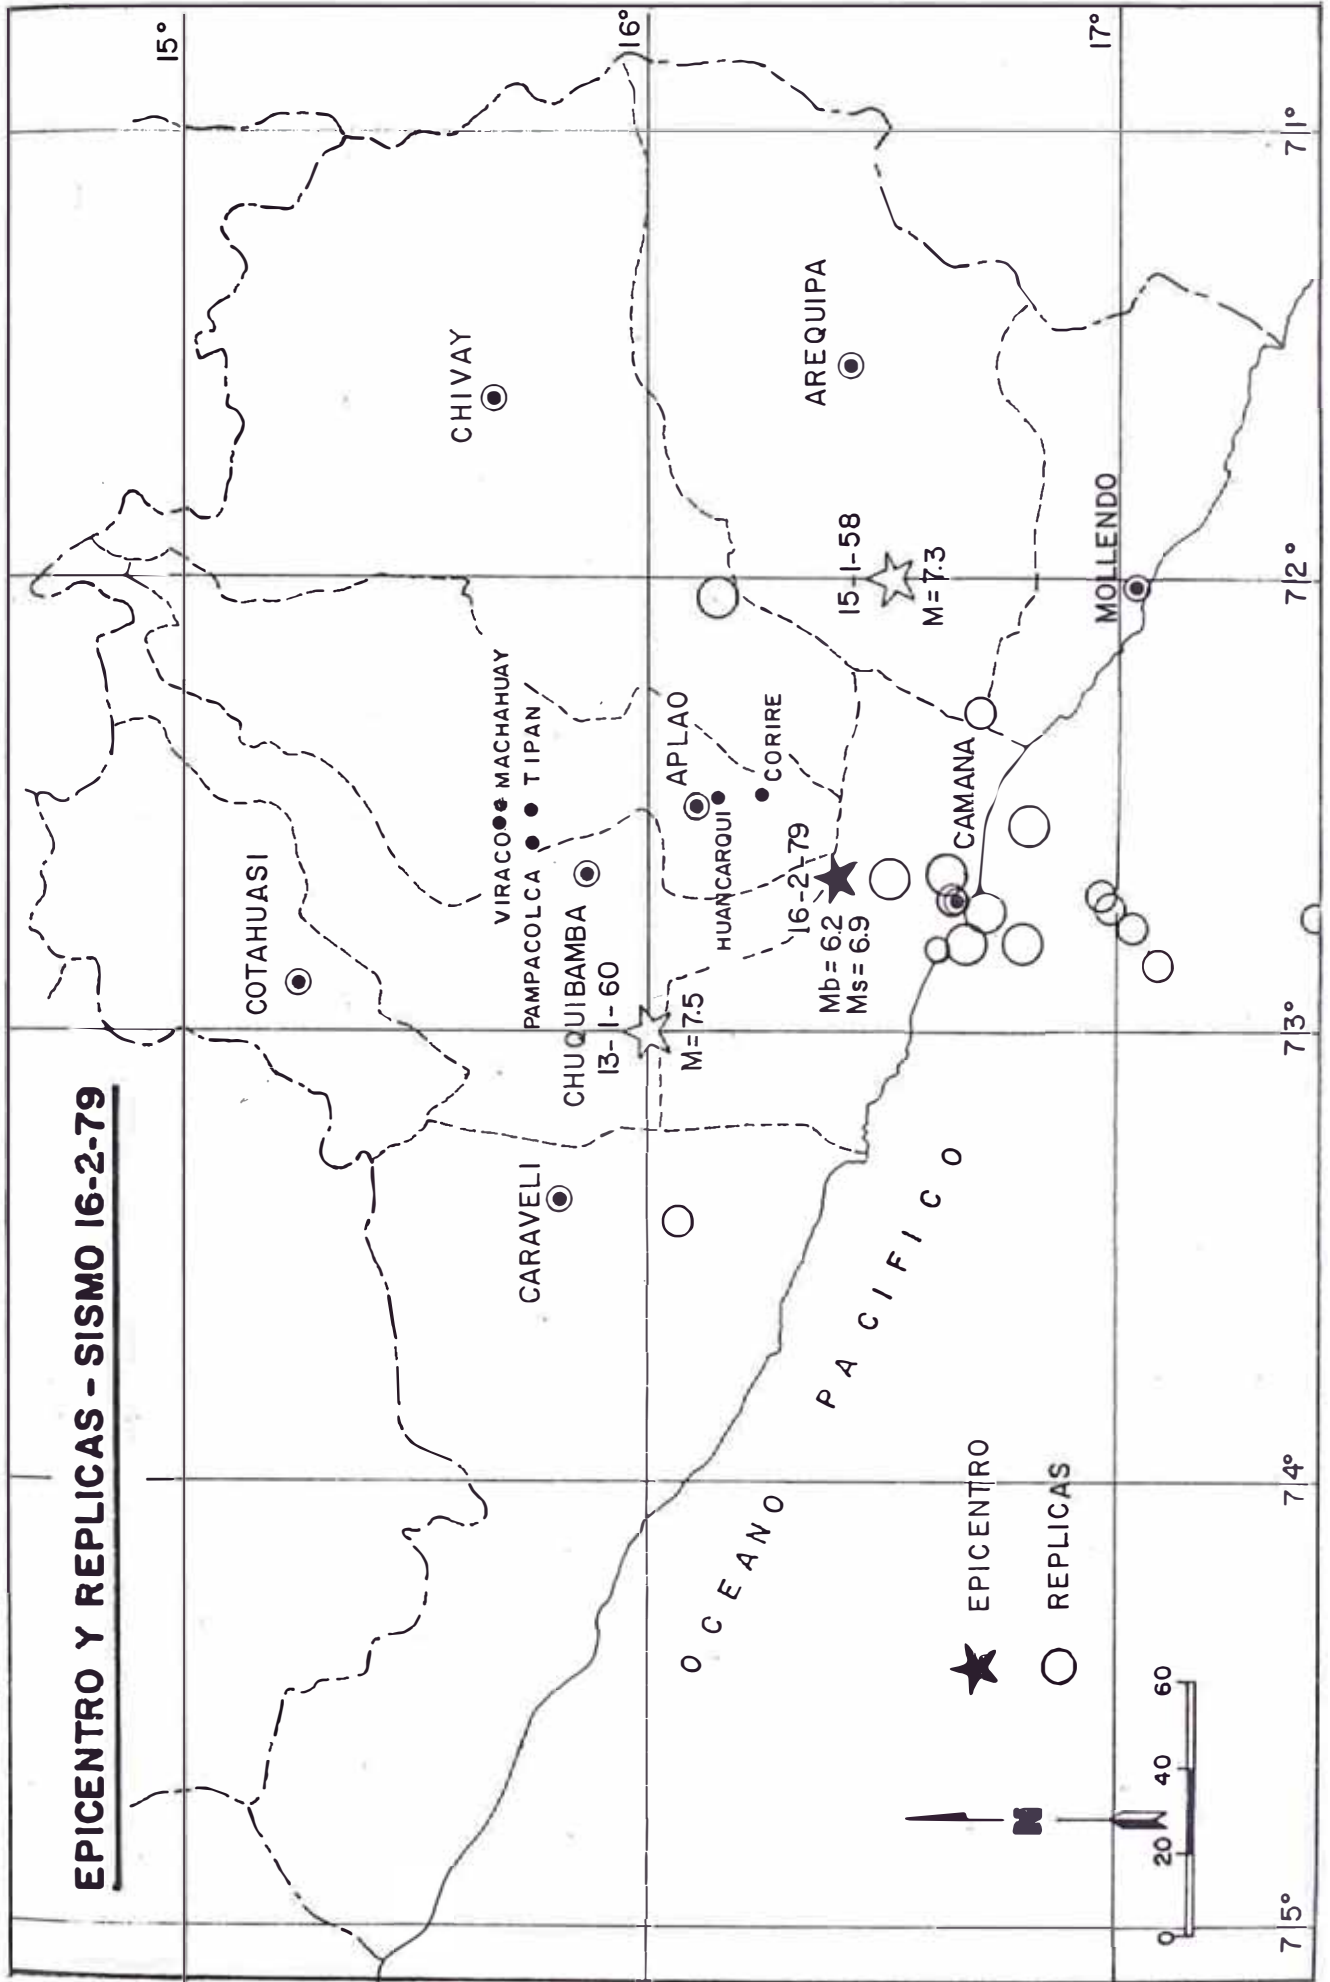 EPICENTRO Y REPLICAS - SISMO 16-2-79
15°
16°
17°
71°
72°
73°
74°
75°
COTAHUASI
CHIVAY
VIRACO
MACHAHUAY
PAMPACOLCA
TIPAN
CHUQUIBAMBA
13-1-60
M=7.5
CARAVELI
APLAO
HUANCARQUI
CORIRE
16-2-79
Mb=6.2
Ms=6.9
AREQUIPA
15-1-58
M=7.3
CAMANA
MOLLENDO
OCEANO PACIFICO
EPICENTRO
REPLICAS
N
0 20 40 60